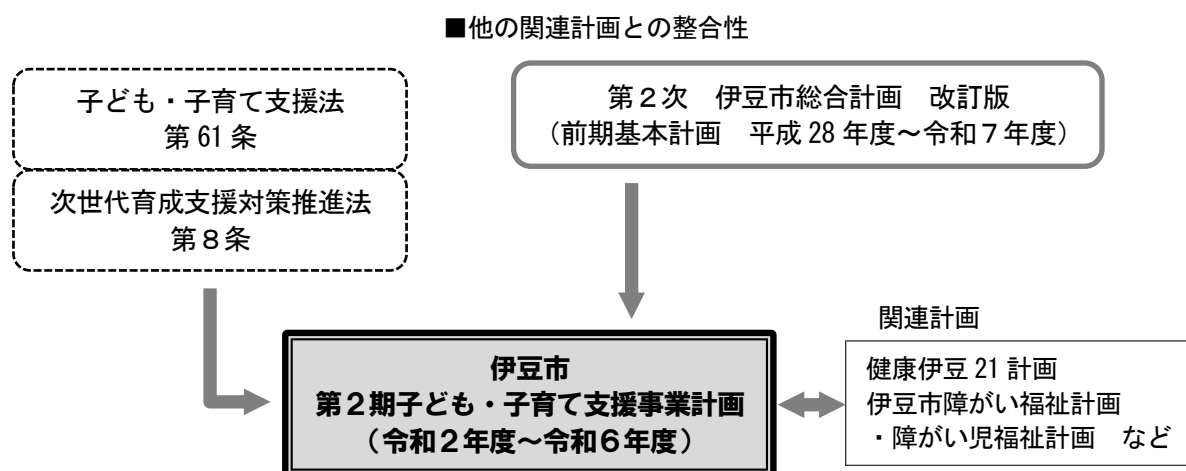 ■他の関連計画との整合性
子ども・子育て支援法
第 61 条
次世代育成支援対策推進法
第８条
第２次　伊豆市総合計画　改訂版
（前期基本計画　平成 28 年度～令和７年度）
伊豆市
第２期子ども・子育て支援事業計画
（令和２年度～令和６年度）
関連計画
健康伊豆 21 計画
伊豆市障がい福祉計画
・障がい児福祉計画　など